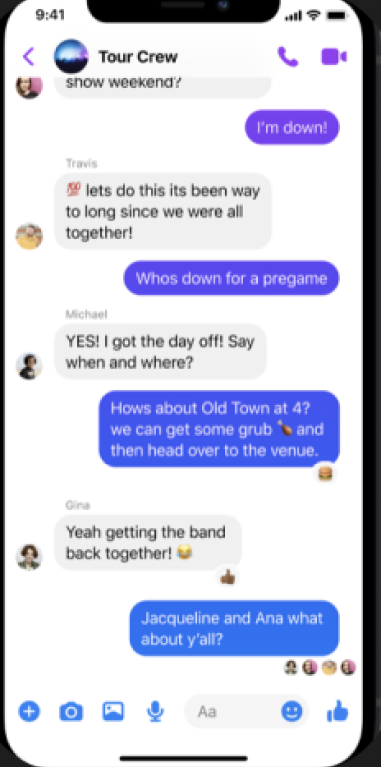 9:41
Tour Crew
show weekend?
I'm down!
Travis
💯 lets do this its been way
to long since we were all
together!
Whos down for a pregame
Michael
YES! I got the day off! Say
when and where?
Hows about Old Town at 4?
we can get some grub 🍗 and
then head over to the venue.
Gina
Yeah getting the band
back together! 😂
Jacqueline and Ana what
about y'all?
Aa